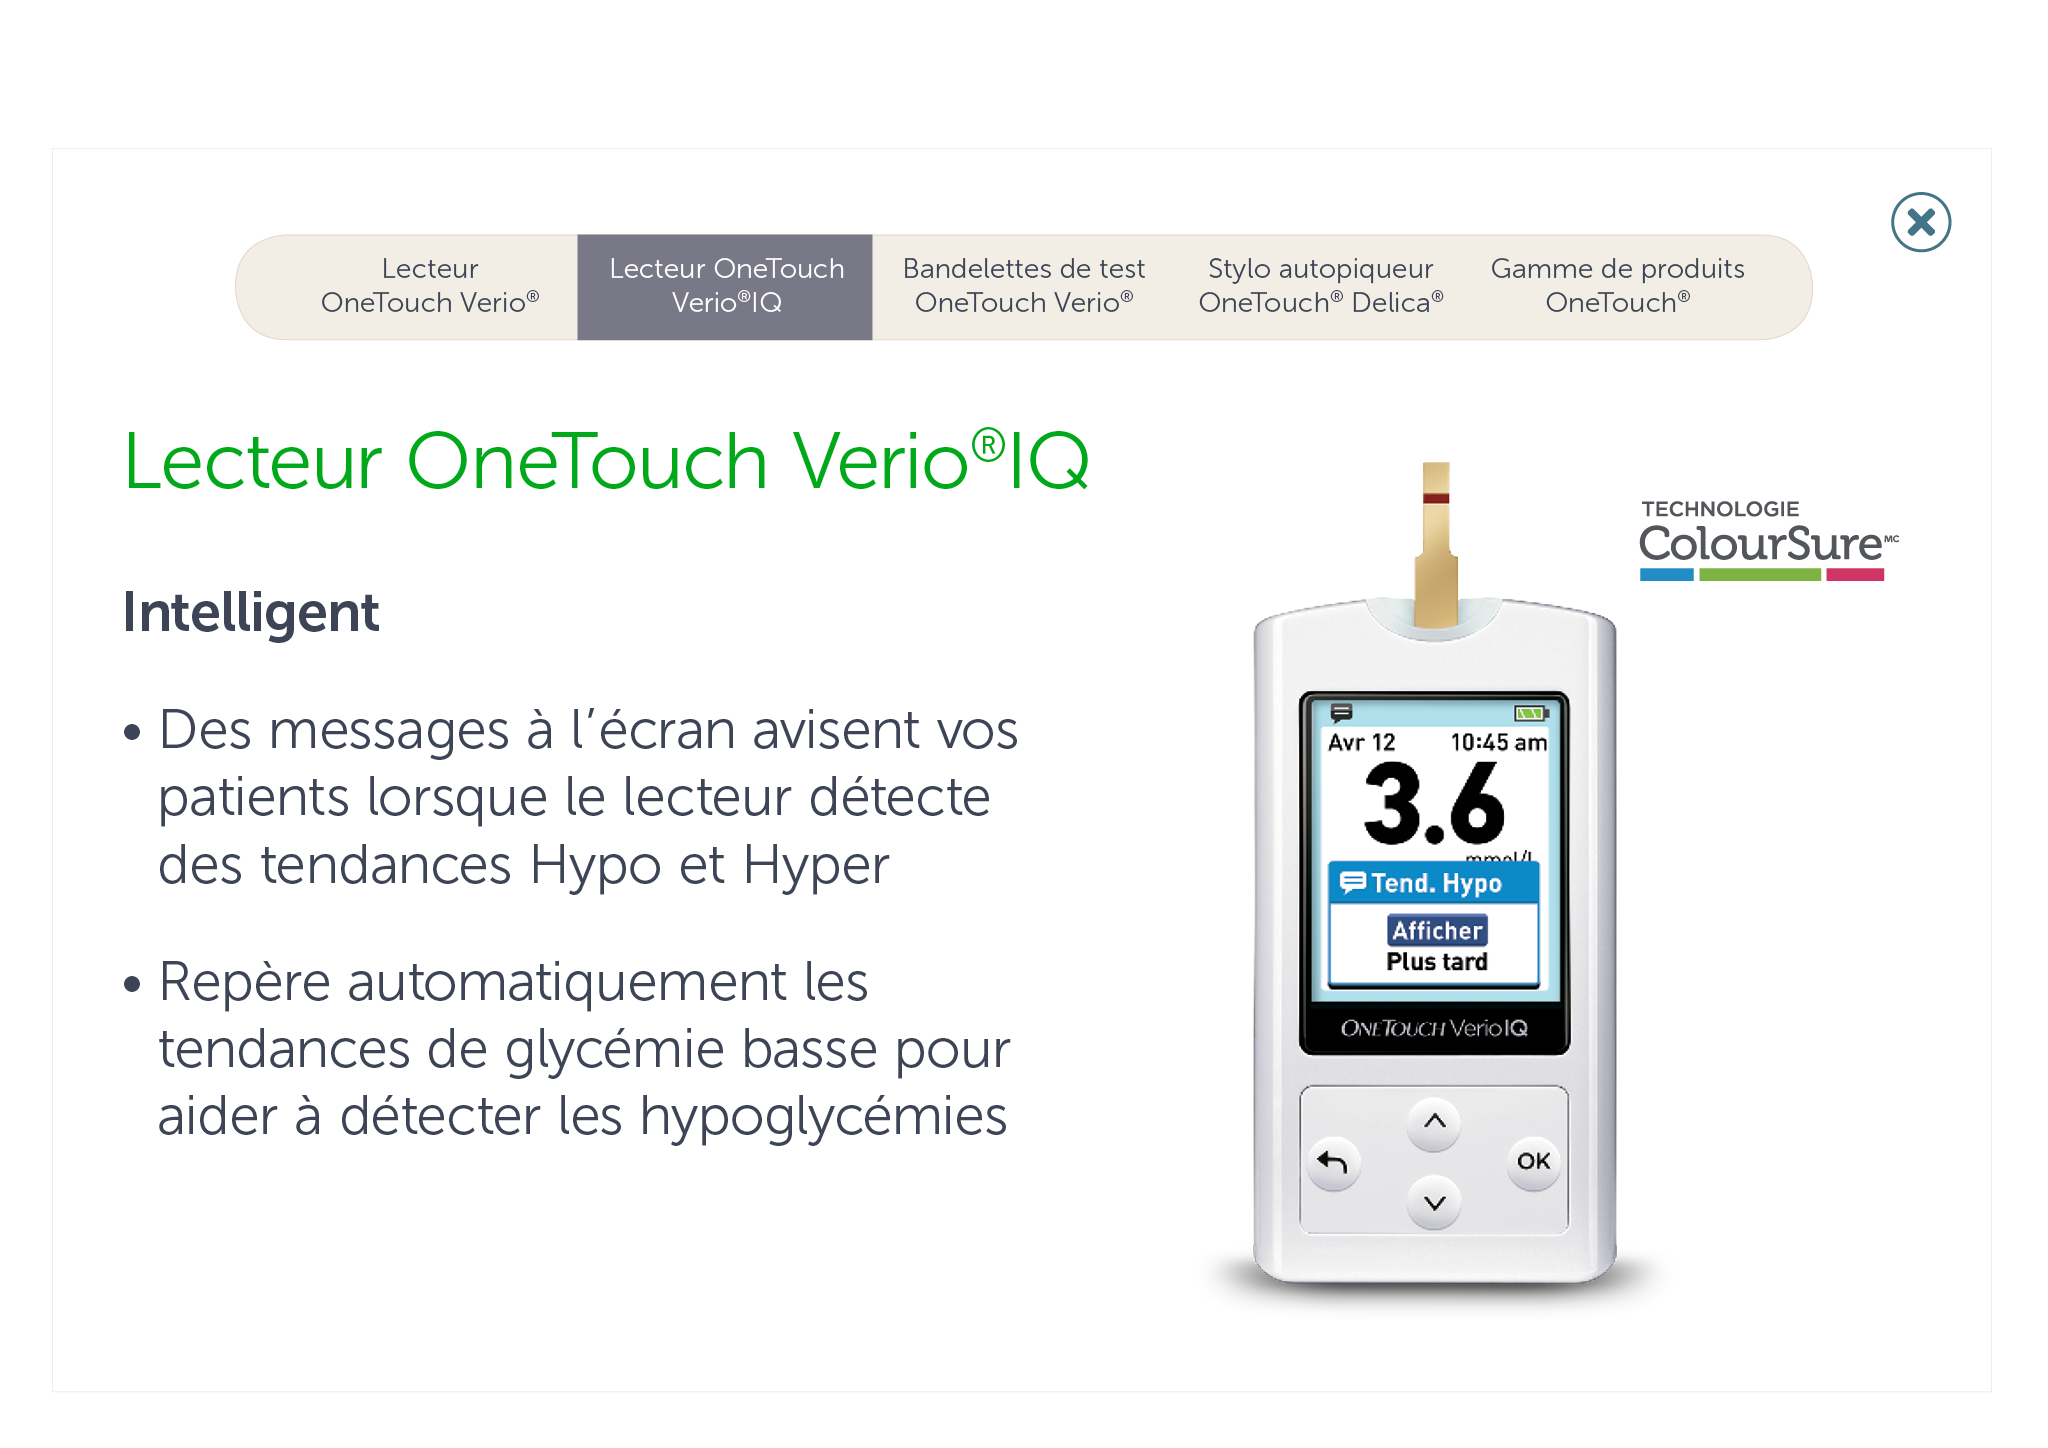 Lecteur
OneTouch Verio®
Lecteur OneTouch
Verio®IQ
Bandelettes de test
OneTouch Verio®
Stylo autopiqueur
OneTouch® Delica®
Gamme de produits
OneTouch®
Lecteur OneTouch Verio®IQ
Intelligent
• Des messages à l’écran avisent vos
patients lorsque le lecteur détecte
des tendances Hypo et Hyper
• Repère automatiquement les
tendances de glycémie basse pour
aider à détecter les hypoglycémies
TECHNOLOGIE
ColourSureMC
Avr 12 10:45 am
3.6
mmol/L
Tend. Hypo
Afficher
Plus tard
ONETOUCH Verio IQ
OK